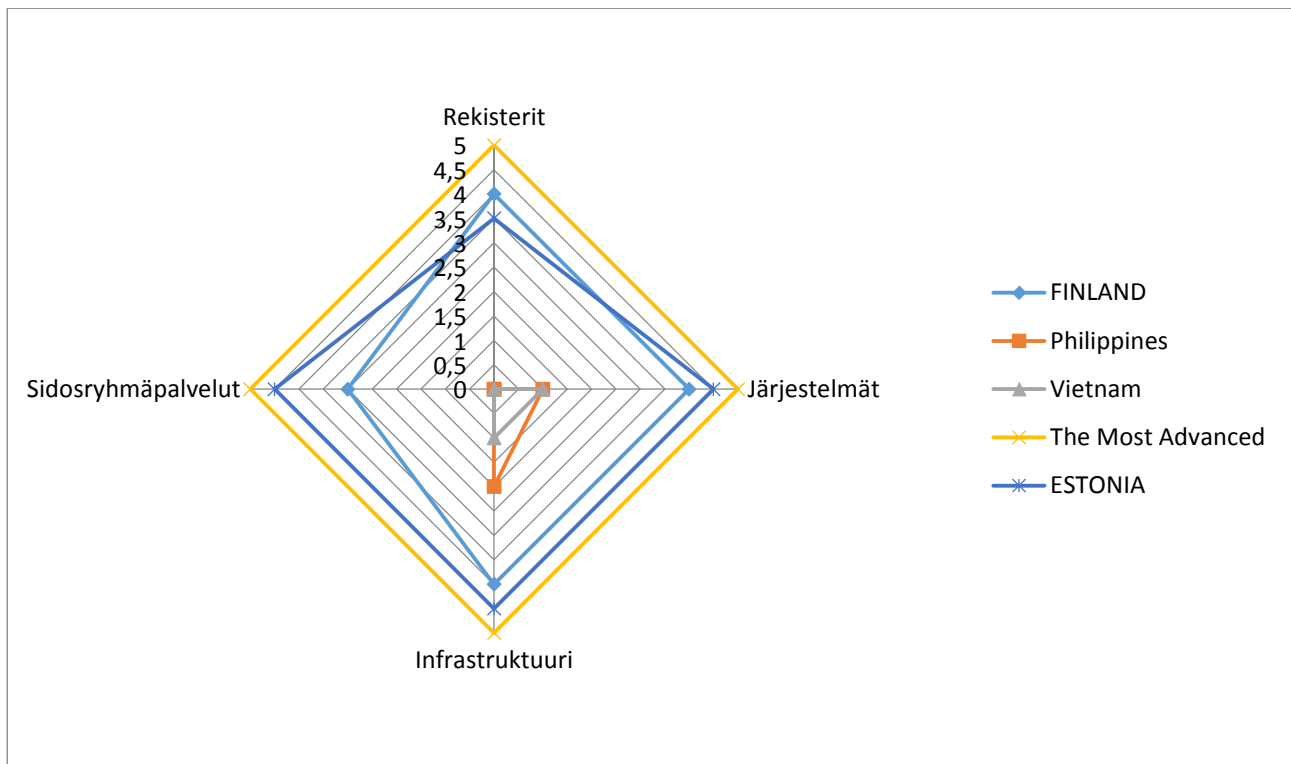 Rekisterit
5
4,5
4
3,5
3
2,5
2
1,5
1
0,5
0
Sidosryhmäpalvelut
Järjestelmät
Infrastruktuuri
FINLAND
Philippines
Vietnam
The Most Advanced
ESTONIA